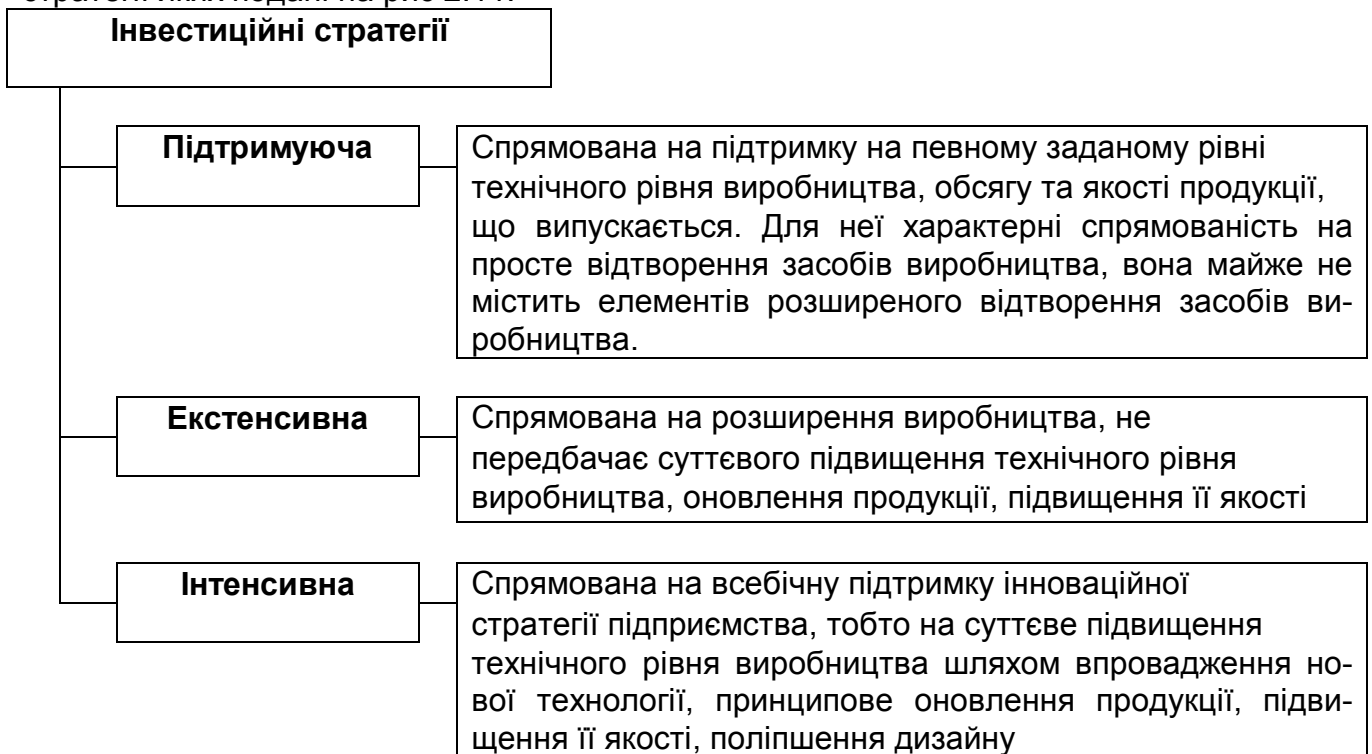 Інвестиційні стратегії
Підтримуюча
Спрямована на підтримку на певному заданому рівні
технічного рівня виробництва, обсягу та якості продукції,
що випускається. Для неї характерні спрямованість на
просте відтворення засобів виробництва, вона майже не
містить елементів розширеного відтворення засобів ви-
робництва.
Екстенсивна
Спрямована на розширення виробництва, не
передбачає суттєвого підвищення технічного рівня
виробництва, оновлення продукції, підвищення її якості
Інтенсивна
Спрямована на всебічну підтримку інноваційної
стратегії підприємства, тобто на суттєве підвищення
технічного рівня виробництва шляхом впровадження но-
вої технології, принципове оновлення продукції, підви-
щення її якості, поліпшення дизайну